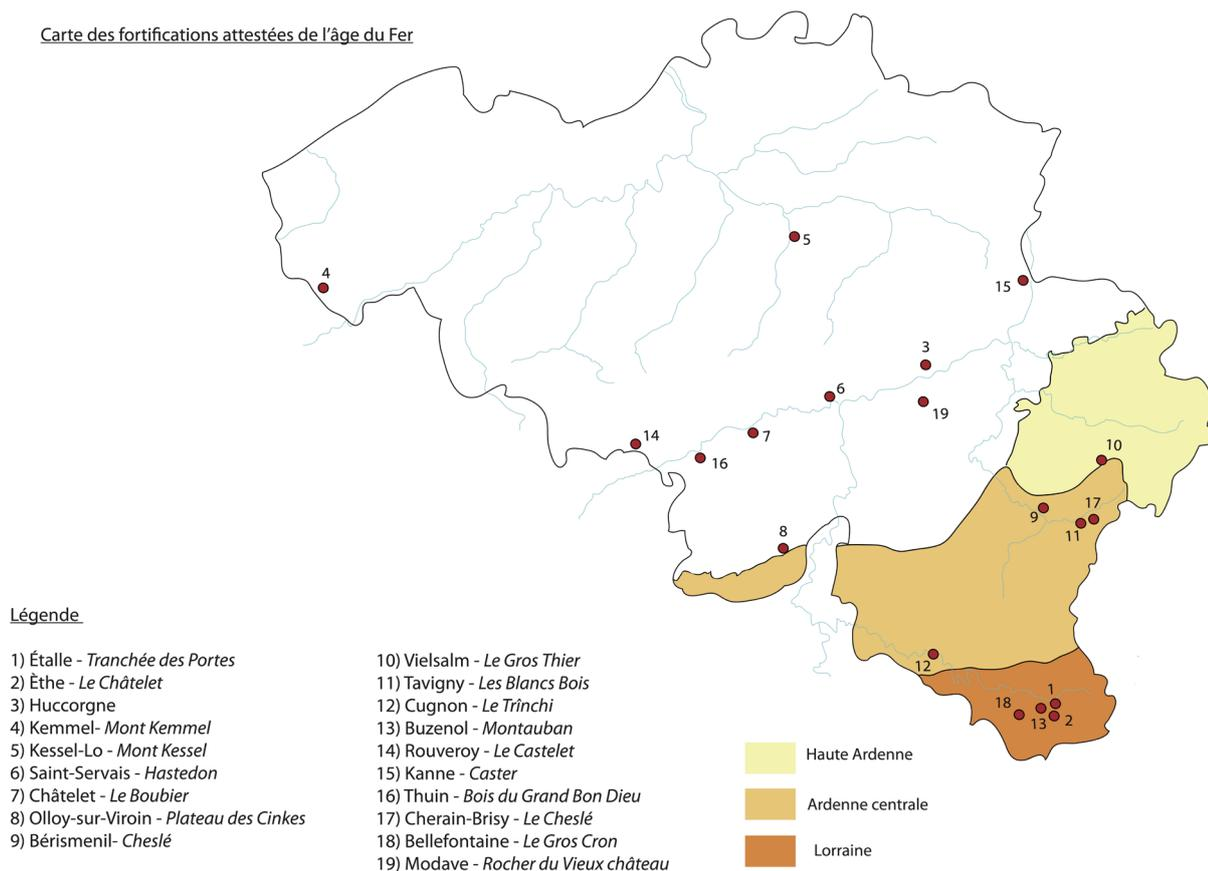 Carte des fortifications attestées de l'âge du Fer
4
5
15
3
6
19
14
7
16
10
9
17
11
8
12
1
18
13
2
Légende
1) Étalle - Tranchée des Portes
2) Èthe - Le Châtelet
3) Huccorgne
4) Kemmel- Mont Kemmel
5) Kessel-Lo - Mont Kessel
6) Saint-Servais - Hastedon
7) Châtelet - Le Boubier
8) Olloy-sur-Viroin - Plateau des Cinkes
9) Bérismenil- Cheslé
10) Vielsalm - Le Gros Thier
11) Tavigny - Les Blancs Bois
12) Cugnon - Le Trînchi
13) Buzenol - Montauban
14) Rouveroy - Le Castelet
15) Kanne - Caster
16) Thuin - Bois du Grand Bon Dieu
17) Cherain-Brisy - Le Cheslé
18) Bellefontaine - Le Gros Cron
19) Modave - Rocher du Vieux château
Haute Ardenne
Ardenne centrale
Lorraine